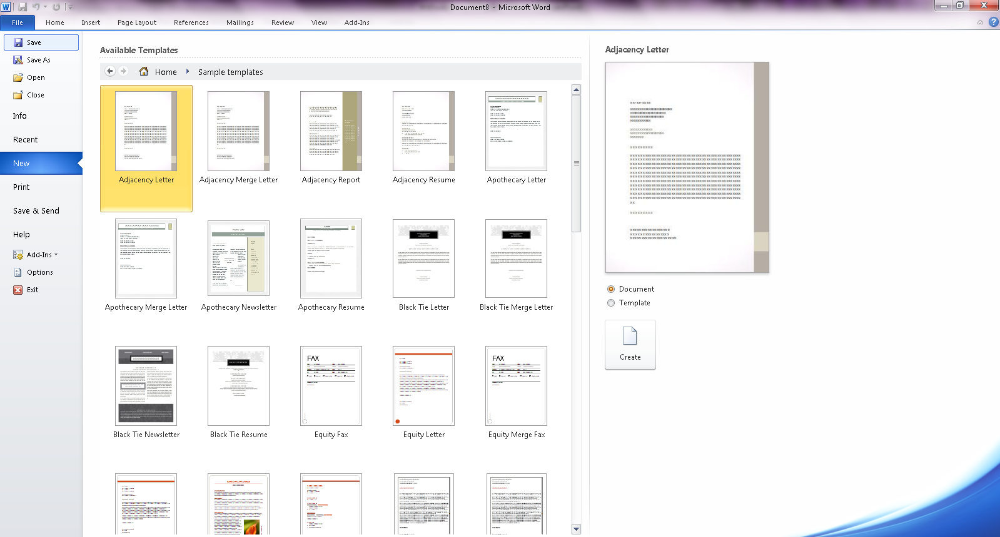 Document8 - Microsoft Word
File Home Insert Page Layout References Mailings Review View Add-Ins
Save
Save As
Open
Close
Info
Recent
New
Print
Save & Send
Help
Add-Ins
Options
Exit
Available Templates
Home Sample templates
Adjacency Letter Adjacency Merge Letter Adjacency Report Adjacency Resume Apothecary Letter
Apothecary Merge Letter Apothecary Newsletter Apothecary Resume Black Tie Letter Black Tie Merge Letter
FAX FAX
Black Tie Newsletter Black Tie Resume Equity Fax Equity Letter Equity Merge Fax
Adjacency Letter
Document
Template
Create